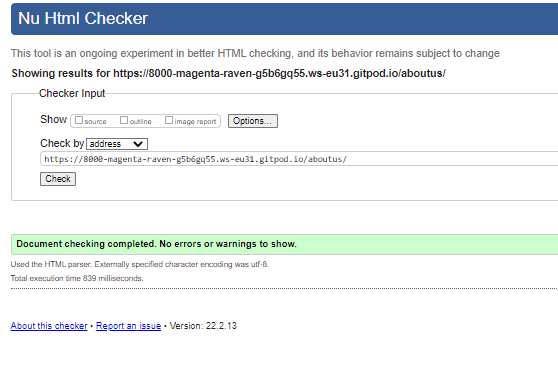 Nu Html Checker
This tool is an ongoing experiment in better HTML checking, and its behavior remains subject to change
Showing results for https://8000-magenta-raven-g5b6gq55.ws-eu31.gitpod.io/aboutus/
Checker Input
Show source outline image report Options...
Check by address
https://8000-magenta-raven-g5b6gq55.ws-eu31.gitpod.io/aboutus/
Check
Document checking completed. No errors or warnings to show.
Used the HTML parser. Externally specified character encoding was utf-8.
Total execution time 839 milliseconds.
About this checker • Report an issue • Version: 22.2.13